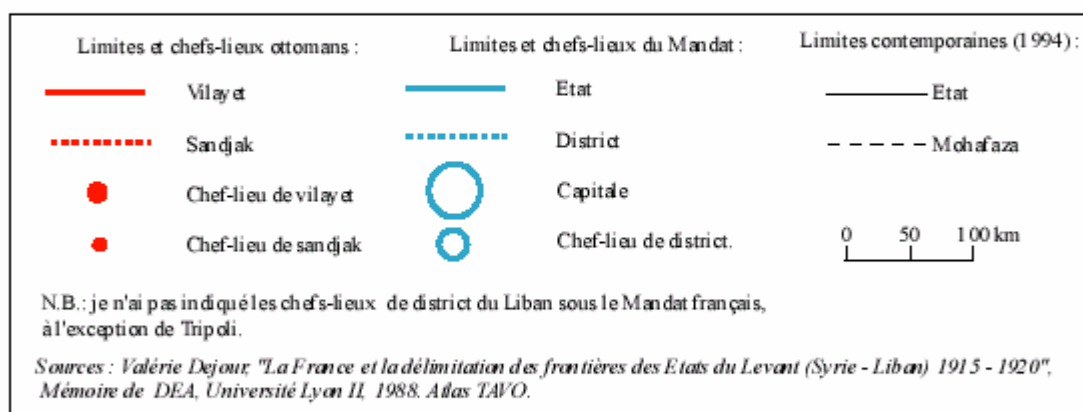 Limites et chefs-lieux ottomans :
Vilayet
Sandjak
Chef-lieu de vilayet
Chef-lieu de sandjak
Limites et chefs-lieux du Mandat :
Etat
District
Capitale
Chef-lieu de district.
Limites contemporaines (1994) :
Etat
Mohafaza
0 50 100 km
N.B.: je n'ai pas indiqué les chefs-lieux de district du Liban sous le Mandat français,
à l'exception de Tripoli.
Sources : Valérie Dejour, "La France et la délimitation des frontières des Etats du Levant (Syrie - Liban) 1915 - 1920",
Mémoire de DEA, Université Lyon II, 1988. Atlas TAVO.